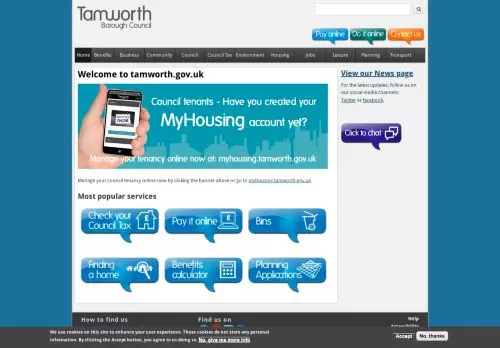 Tamworth
Borough Council
Pay online
Do it online
Contact us
Home Benefits Business Community Council Council Tax Environment Housing Jobs Leisure Planning Transport
Welcome to tamworth.gov.uk
Council tenants - Have you created your
MyHousing account yet?
Manage your tenancy online now at: myhousing.tamworth.gov.uk
Manage your council tenancy online now by clicking the banner above or go to myhousing.tamworth.gov.uk
Most popular services
Check your
Council Tax
Pay it online
Bins
Finding
a home
Benefits
calculator
Planning
Applications
View our News page
For the latest updates, follow us on
our social media channels:
Twitter or Facebook.
Click to chat
How to find us
Find us on
Help
Accessibility
We use cookies on this site to enhance your user experience. These cookies do not store any personal
information. By clicking the Accept button, you agree to us doing so. No, give me more info
Accept
No, thanks